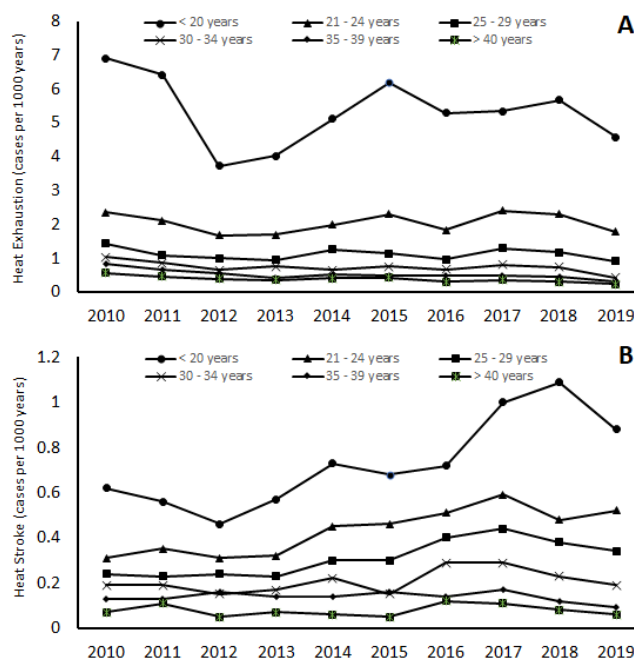 A
< 20 years 21 - 24 years 25 - 29 years
30 - 34 years 35 - 39 years > 40 years
Heat Exhaustion (cases per 1000 years)
8
7
6
5
4
3
2
1
0
2010 2011 2012 2013 2014 2015 2016 2017 2018 2019
B
< 20 years 21 - 24 years 25 - 29 years
30 - 34 years 35 - 39 years > 40 years
Heat Stroke (cases per 1000 years)
1.2
1
0.8
0.6
0.4
0.2
0
2010 2011 2012 2013 2014 2015 2016 2017 2018 2019